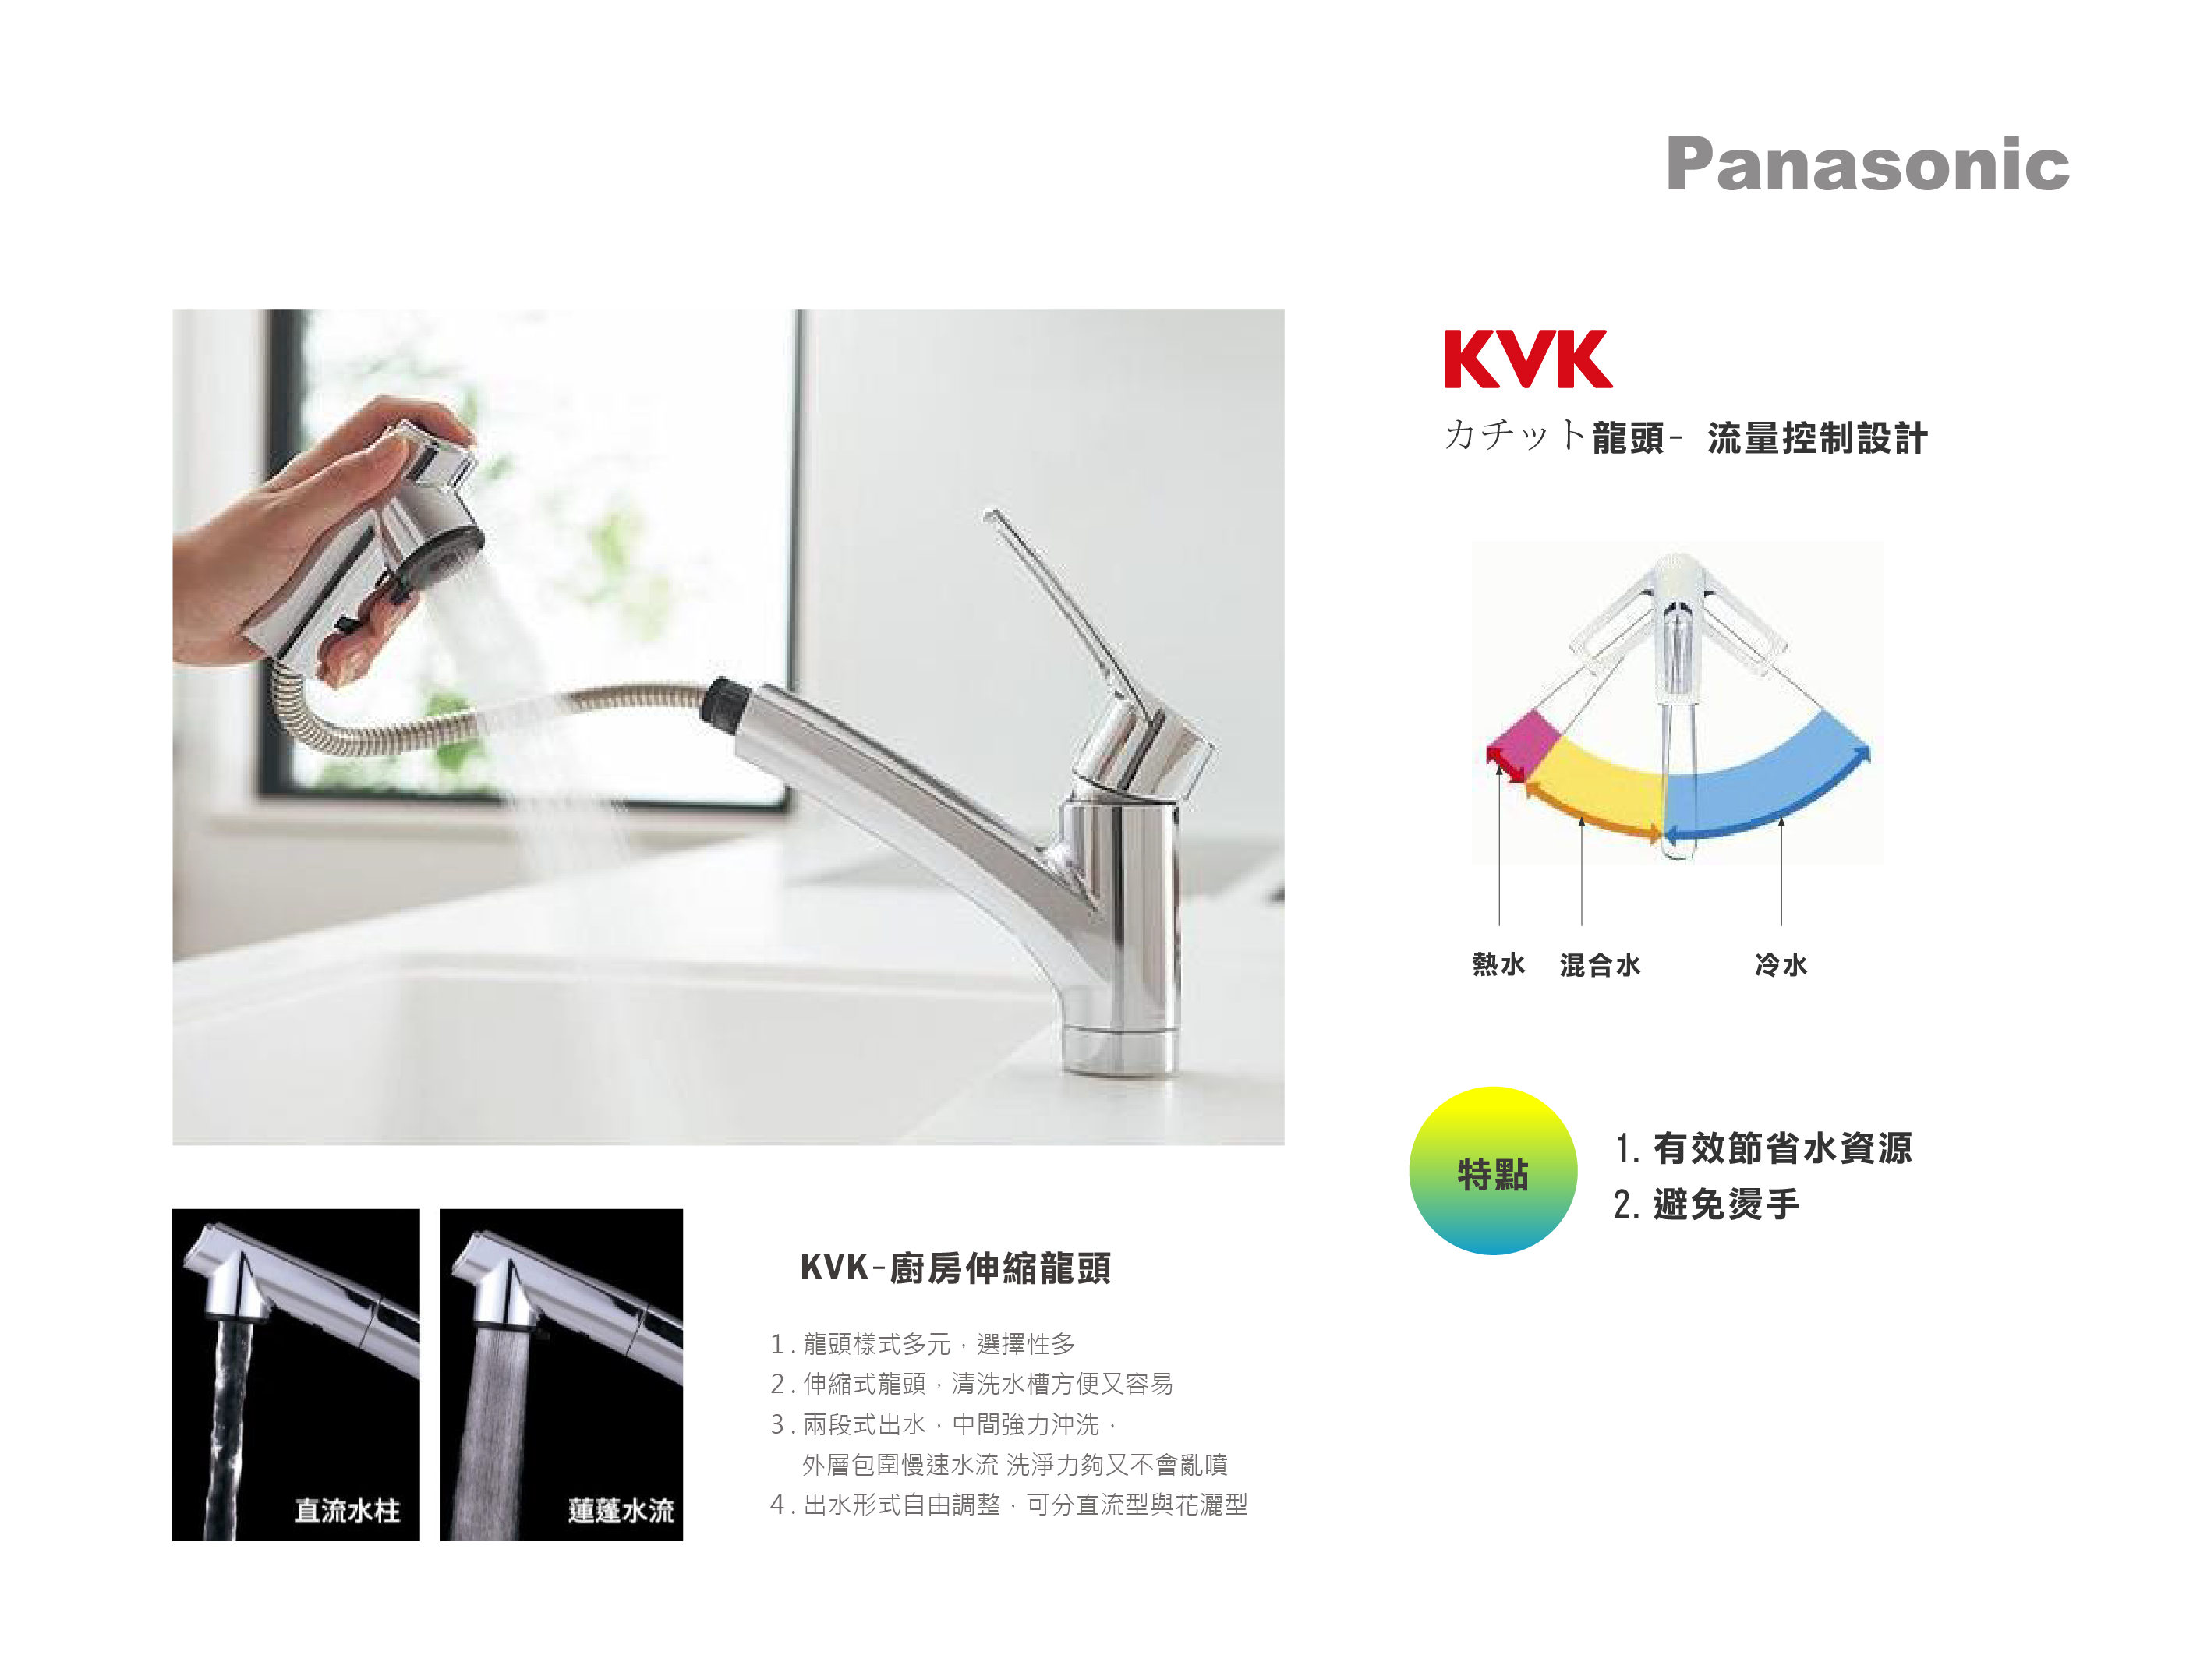 Panasonic
KVK
カチット龍頭- 流量控制設計
熱水 混合水 冷水
特點
1. 有效節省水資源
2. 避免燙手
直流水柱
蓮蓬水流
KVK-廚房伸縮龍頭
1. 龍頭樣式多元，選擇性多
2. 伸縮式龍頭，清洗水槽方便又容易
3. 兩段式出水，中間強力沖洗，
外層包圍慢速水流 洗淨力夠又不會亂噴
4. 出水形式自由調整，可分直流型與花灑型